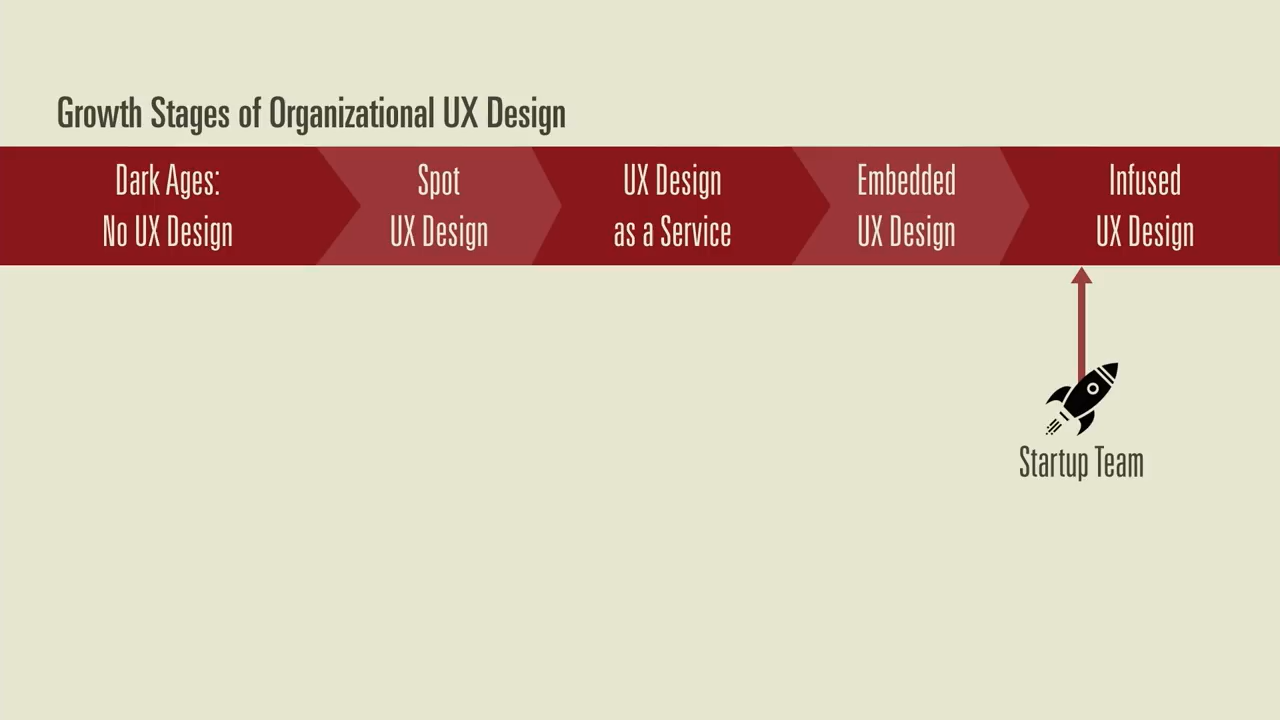 Growth Stages of Organizational UX Design
Dark Ages:
No UX Design
Spot
UX Design
UX Design
as a Service
Embedded
UX Design
Infused
UX Design
Startup Team